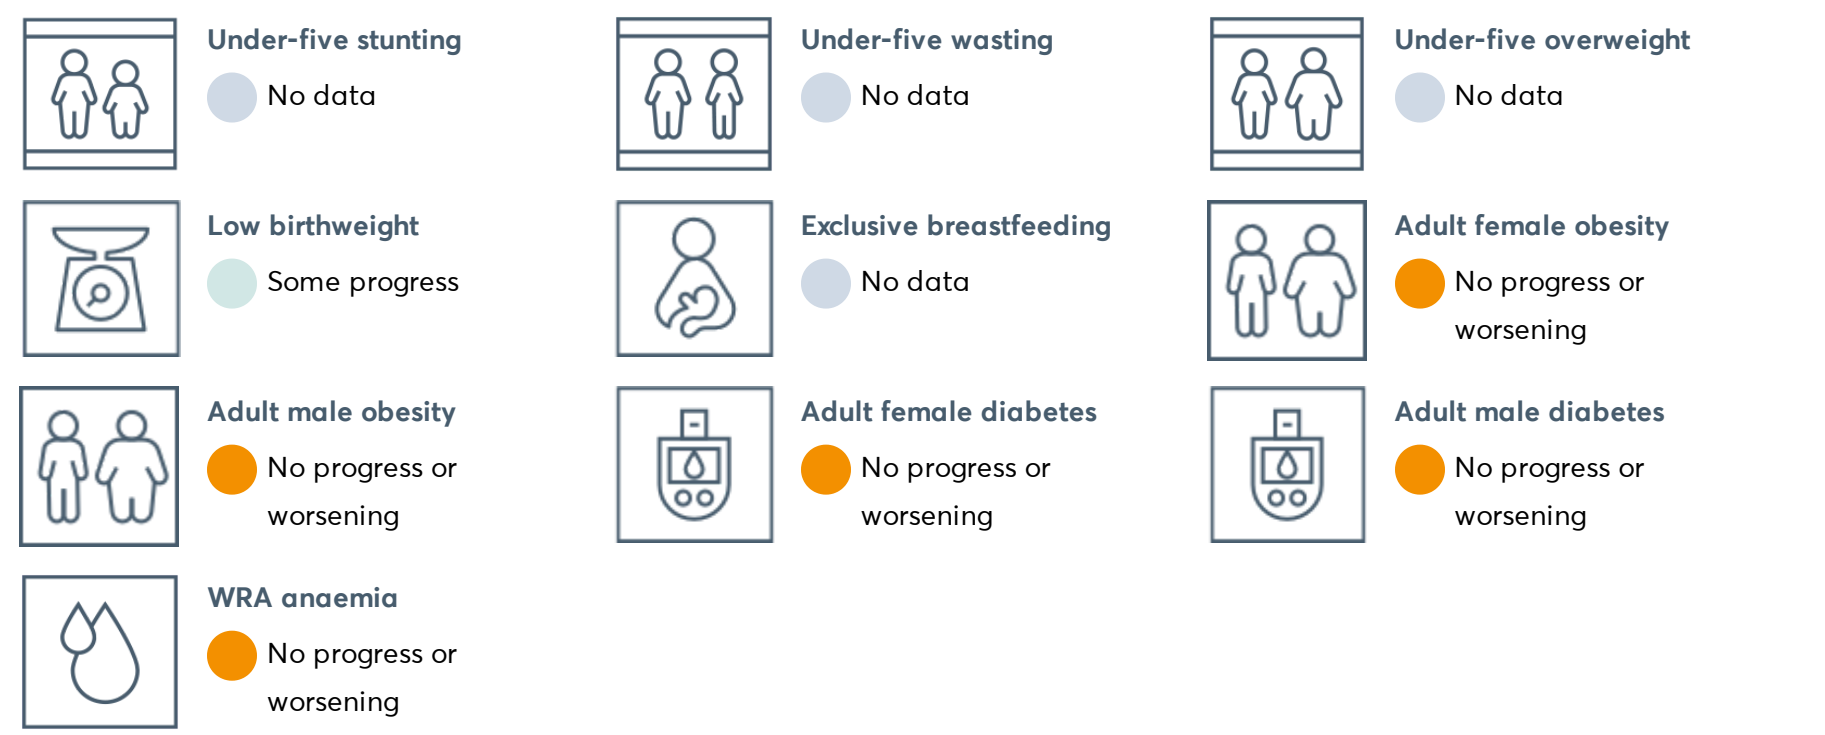 Under-five stunting
No data
Under-five wasting
No data
Under-five overweight
No data
Low birthweight
Some progress
Exclusive breastfeeding
No data
Adult female obesity
No progress or
worsening
Adult male obesity
No progress or
worsening
Adult female diabetes
No progress or
worsening
Adult male diabetes
No progress or
worsening
WRA anaemia
No progress or
worsening